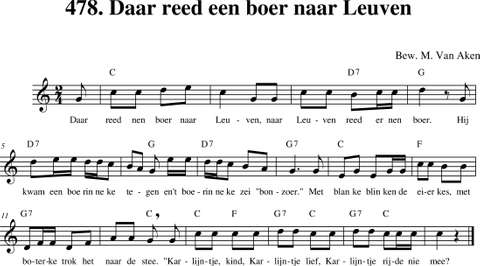 478. Daar reed een boer naar Leuven
Bew. M. Van Aken
C D7 G
Daar reed nen boer naar Leu - ven, naar Leu - ven reed er nen boer. Hij
5 D7 G D7 G C F
kwam een boe rin ne ke te - gen en't boe - rin - ne ke zei "bon - zoer." Met blan ke blin ken de ei - er kes, met
11 G7 C C F G7 C G7 C
bo - ter - ke trok het naar de stee. "Kar - lijn - tje, kind, Kar - lijn - tje lief, Kar - lijn - tje rij - de nie mee?